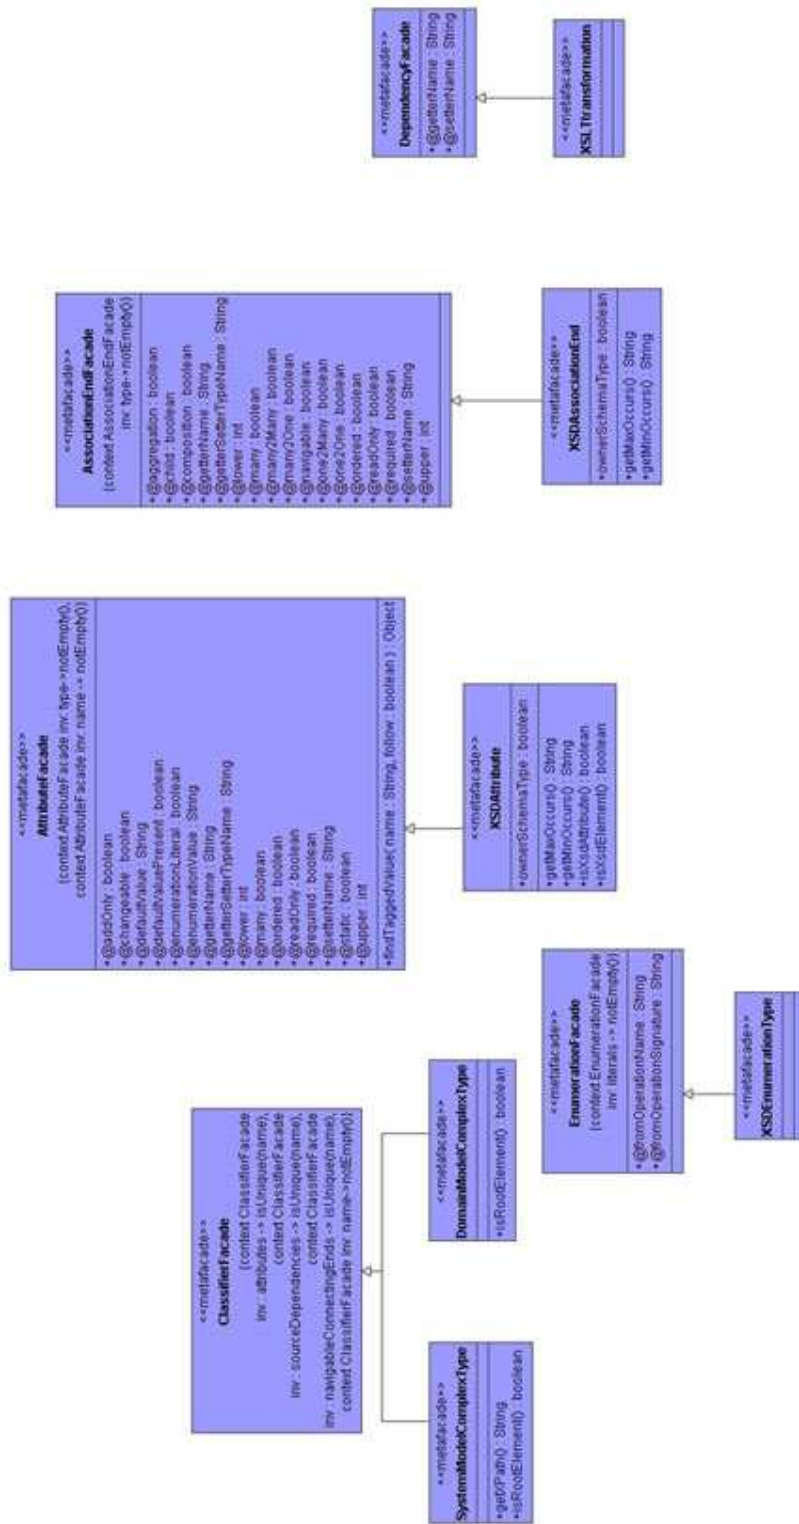 <<metafacade>>
ClassifierFacade
{context ClassifierFacade
inv : attributes -> isUnique(name),
context ClassifierFacade
inv : sourceDependencies -> isUnique(name),
context ClassifierFacade
inv : navigableConnectingEnds -> isUnique(name),
context ClassifierFacade inv: name->notEmpty()}
<<metafacade>>
SystemModelComplexType
+getXPath() : String
+isRootElement() : boolean
<<metafacade>>
DomainModelComplexType
+isRootElement() : boolean
<<metafacade>>
EnumerationFacade
{context EnumerationFacade
inv: literals -> notEmpty()}
+@fromOperationName : String
+@fromOperationSignature : String
<<metafacade>>
XSDEnumerationType
<<metafacade>>
AttributeFacade
{context AttributeFacade inv: type->notEmpty(),
context AttributeFacade inv: name -> notEmpty()}
+@addOnly : boolean
+@changeable : boolean
+@defaultValue : String
+@defaultValuePresent : boolean
+@enumerationLiteral : boolean
+@enumerationValue : String
+@getterName : String
+@getterSetterTypeName : String
+@lower : int
+@many : boolean
+@ordered : boolean
+@readOnly : boolean
+@required : boolean
+@setterName : String
+@static : boolean
+@upper : int
+findTaggedValue( name : String, follow : boolean ) : Object
<<metafacade>>
XSDAttribute
+ownerSchemaType : boolean
+getMaxOccurs() : String
+getMinOccurs() : String
+isXsdAttribute() : boolean
+isXsdElement() : boolean
<<metafacade>>
AssociationEndFacade
{context AssociationEndFacade
inv: type->notEmpty()}
+@aggregation : boolean
+@child : boolean
+@composition : boolean
+@getterName : String
+@getterSetterTypeName : String
+@lower : int
+@many : boolean
+@many2Many : boolean
+@many2One : boolean
+@navigable : boolean
+@one2Many : boolean
+@one2One : boolean
+@ordered : boolean
+@readOnly : boolean
+@required : boolean
+@setterName : String
+@upper : int
<<metafacade>>
XSDAssociationEnd
+ownerSchemaType : boolean
+getMaxOccurs() : String
+getMinOccurs() : String
<<metafacade>>
DependencyFacade
+@getterName : String
+@setterName : String
<<metafacade>>
XSLTtransformation